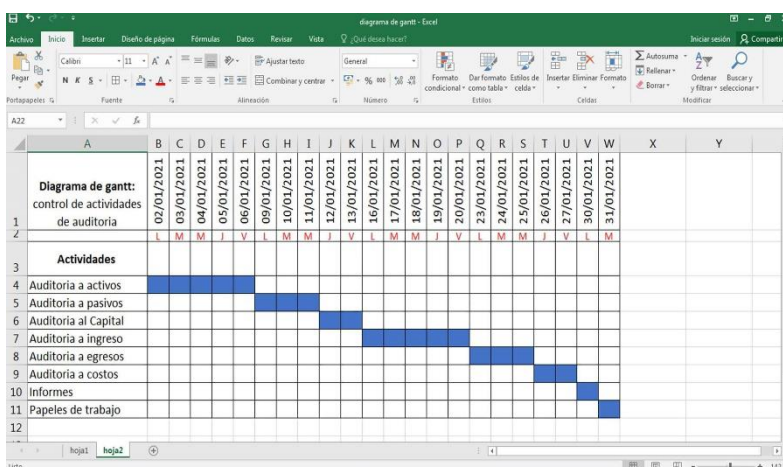 diagrama de gantt - Excel
Archivo Inicio Insertar Diseño de página Fórmulas Datos Revisar Vista ¿Qué desea hacer? Iniciar sesión Compartir
Pegar
Calibri 11
N K S
Ajustar texto
Combinar y centrar
General
% 000
Formato condicional
Dar formato como tabla
Estilos de celda
Insertar Eliminar Formato
Autosuma
Rellenar
Borrar
Ordenar y filtrar
Buscar y seleccionar
Portapapeles Fuente Alineación Número Estilos Celdas Modificar
A22 fx
A B C D E F G H I J K L M N O P Q R S T U V W X Y
1 Diagrama de gantt: control de actividades de auditoria 02/01/2021 03/01/2021 04/01/2021 05/01/2021 06/01/2021 09/01/2021 10/01/2021 11/01/2021 12/01/2021 13/01/2021 16/01/2021 17/01/2021 18/01/2021 19/01/2021 20/01/2021 23/01/2021 24/01/2021 25/01/2021 26/01/2021 27/01/2021 30/01/2021 31/01/2021
2 L M M J V L M M J V L M M J V L M M J V L M
3 Actividades
4 Auditoria a activos
5 Auditoria a pasivos
6 Auditoria al Capital
7 Auditoria a ingreso
8 Auditoria a egresos
9 Auditoria a costos
10 Informes
11 Papeles de trabajo
12
hoja1 hoja2